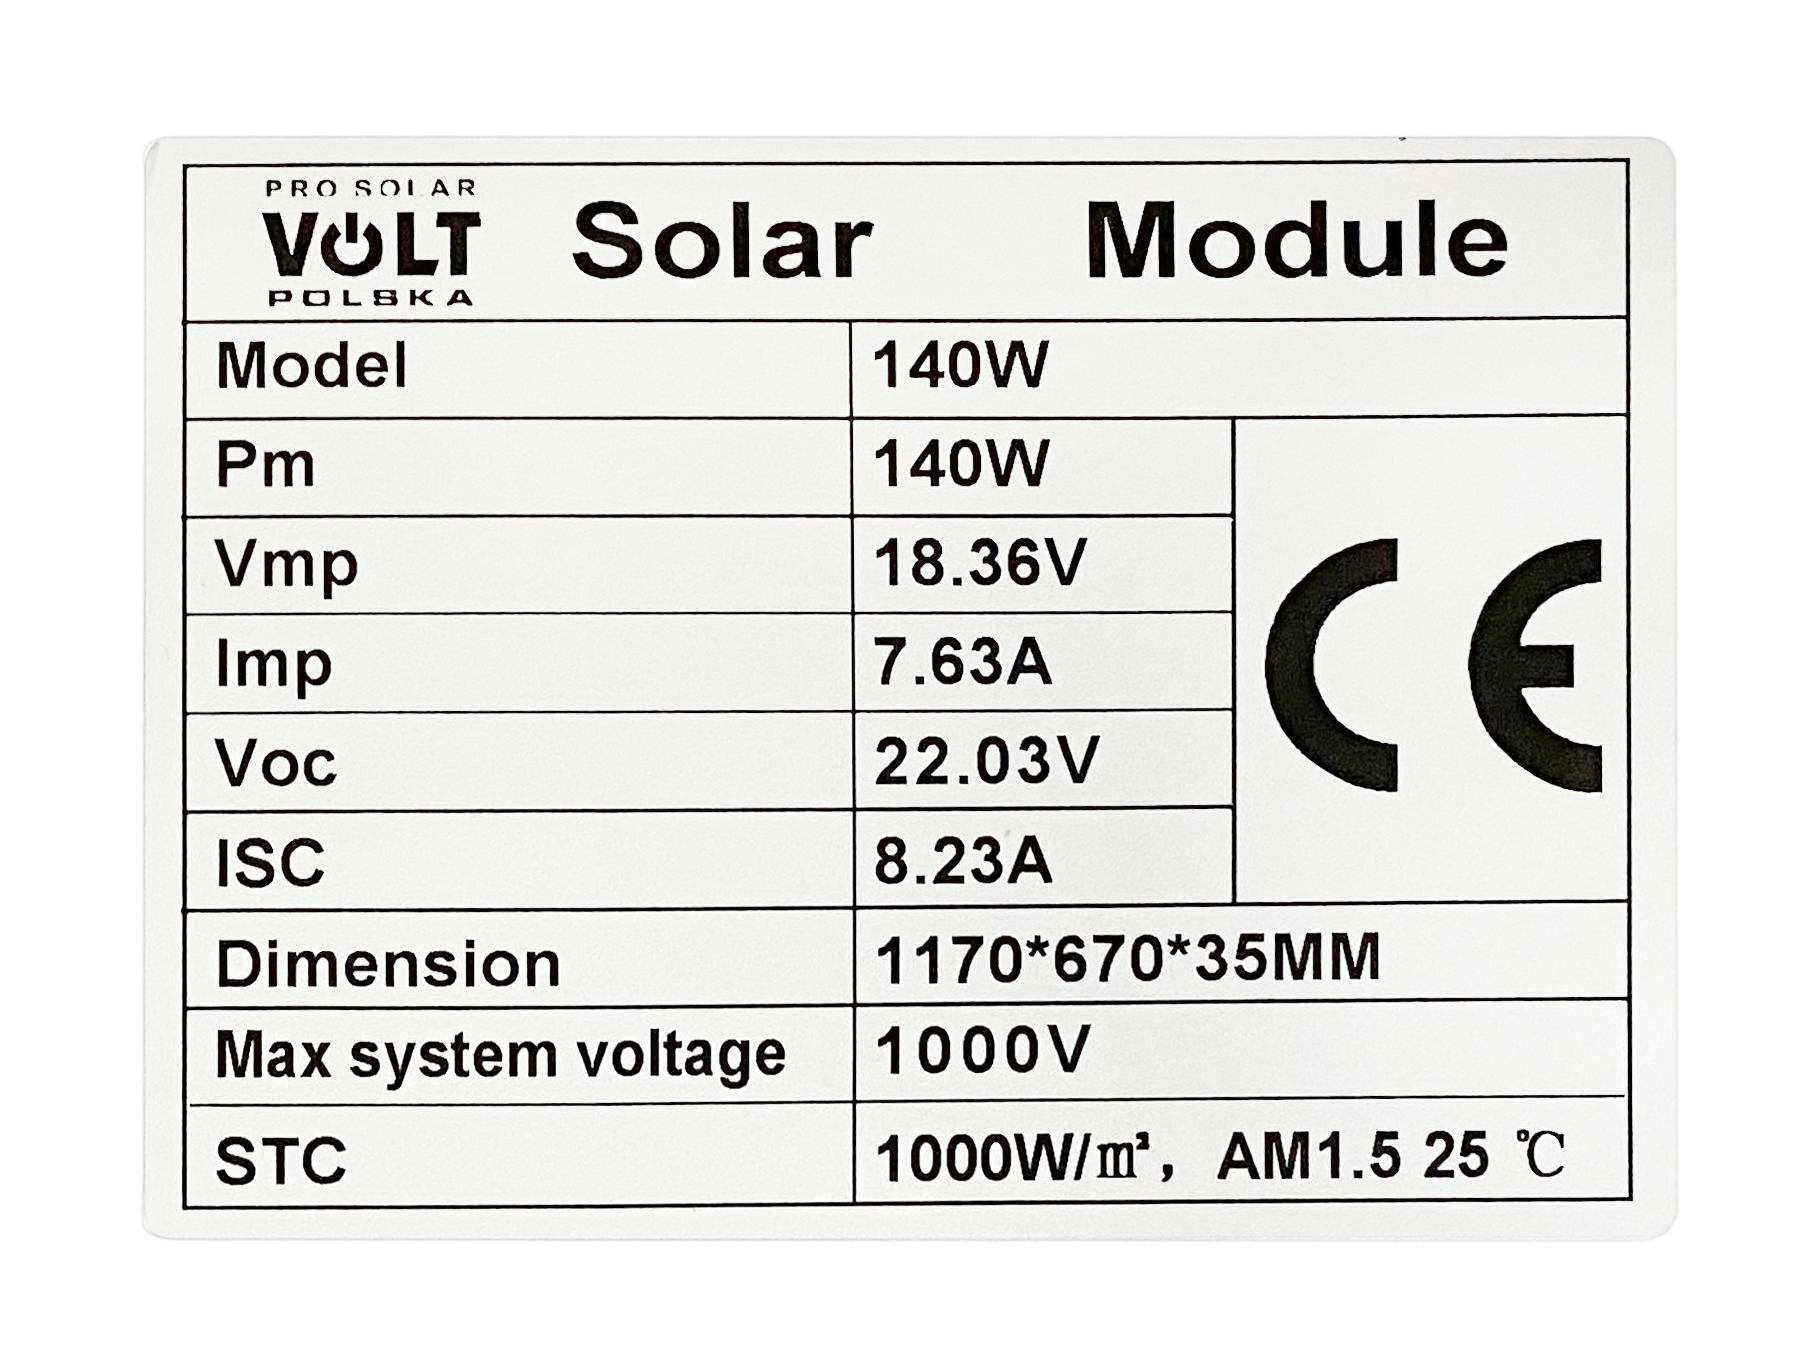 PRO SOLAR
VOLT
POLSKA
Solar Module
Model 140W
Pm 140W
Vmp 18.36V
Imp 7.63A
Voc 22.03V
ISC 8.23A
CE
Dimension 1170*670*35MM
Max system voltage 1000V
STC 1000W/m², AM1.5 25 ℃